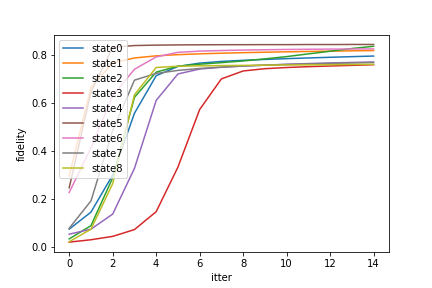 state0
state1
state2
state3
state4
state5
state6
state7
state8
fidelity
0.8
0.6
0.4
0.2
0.0
0 2 4 6 8 10 12 14
itter